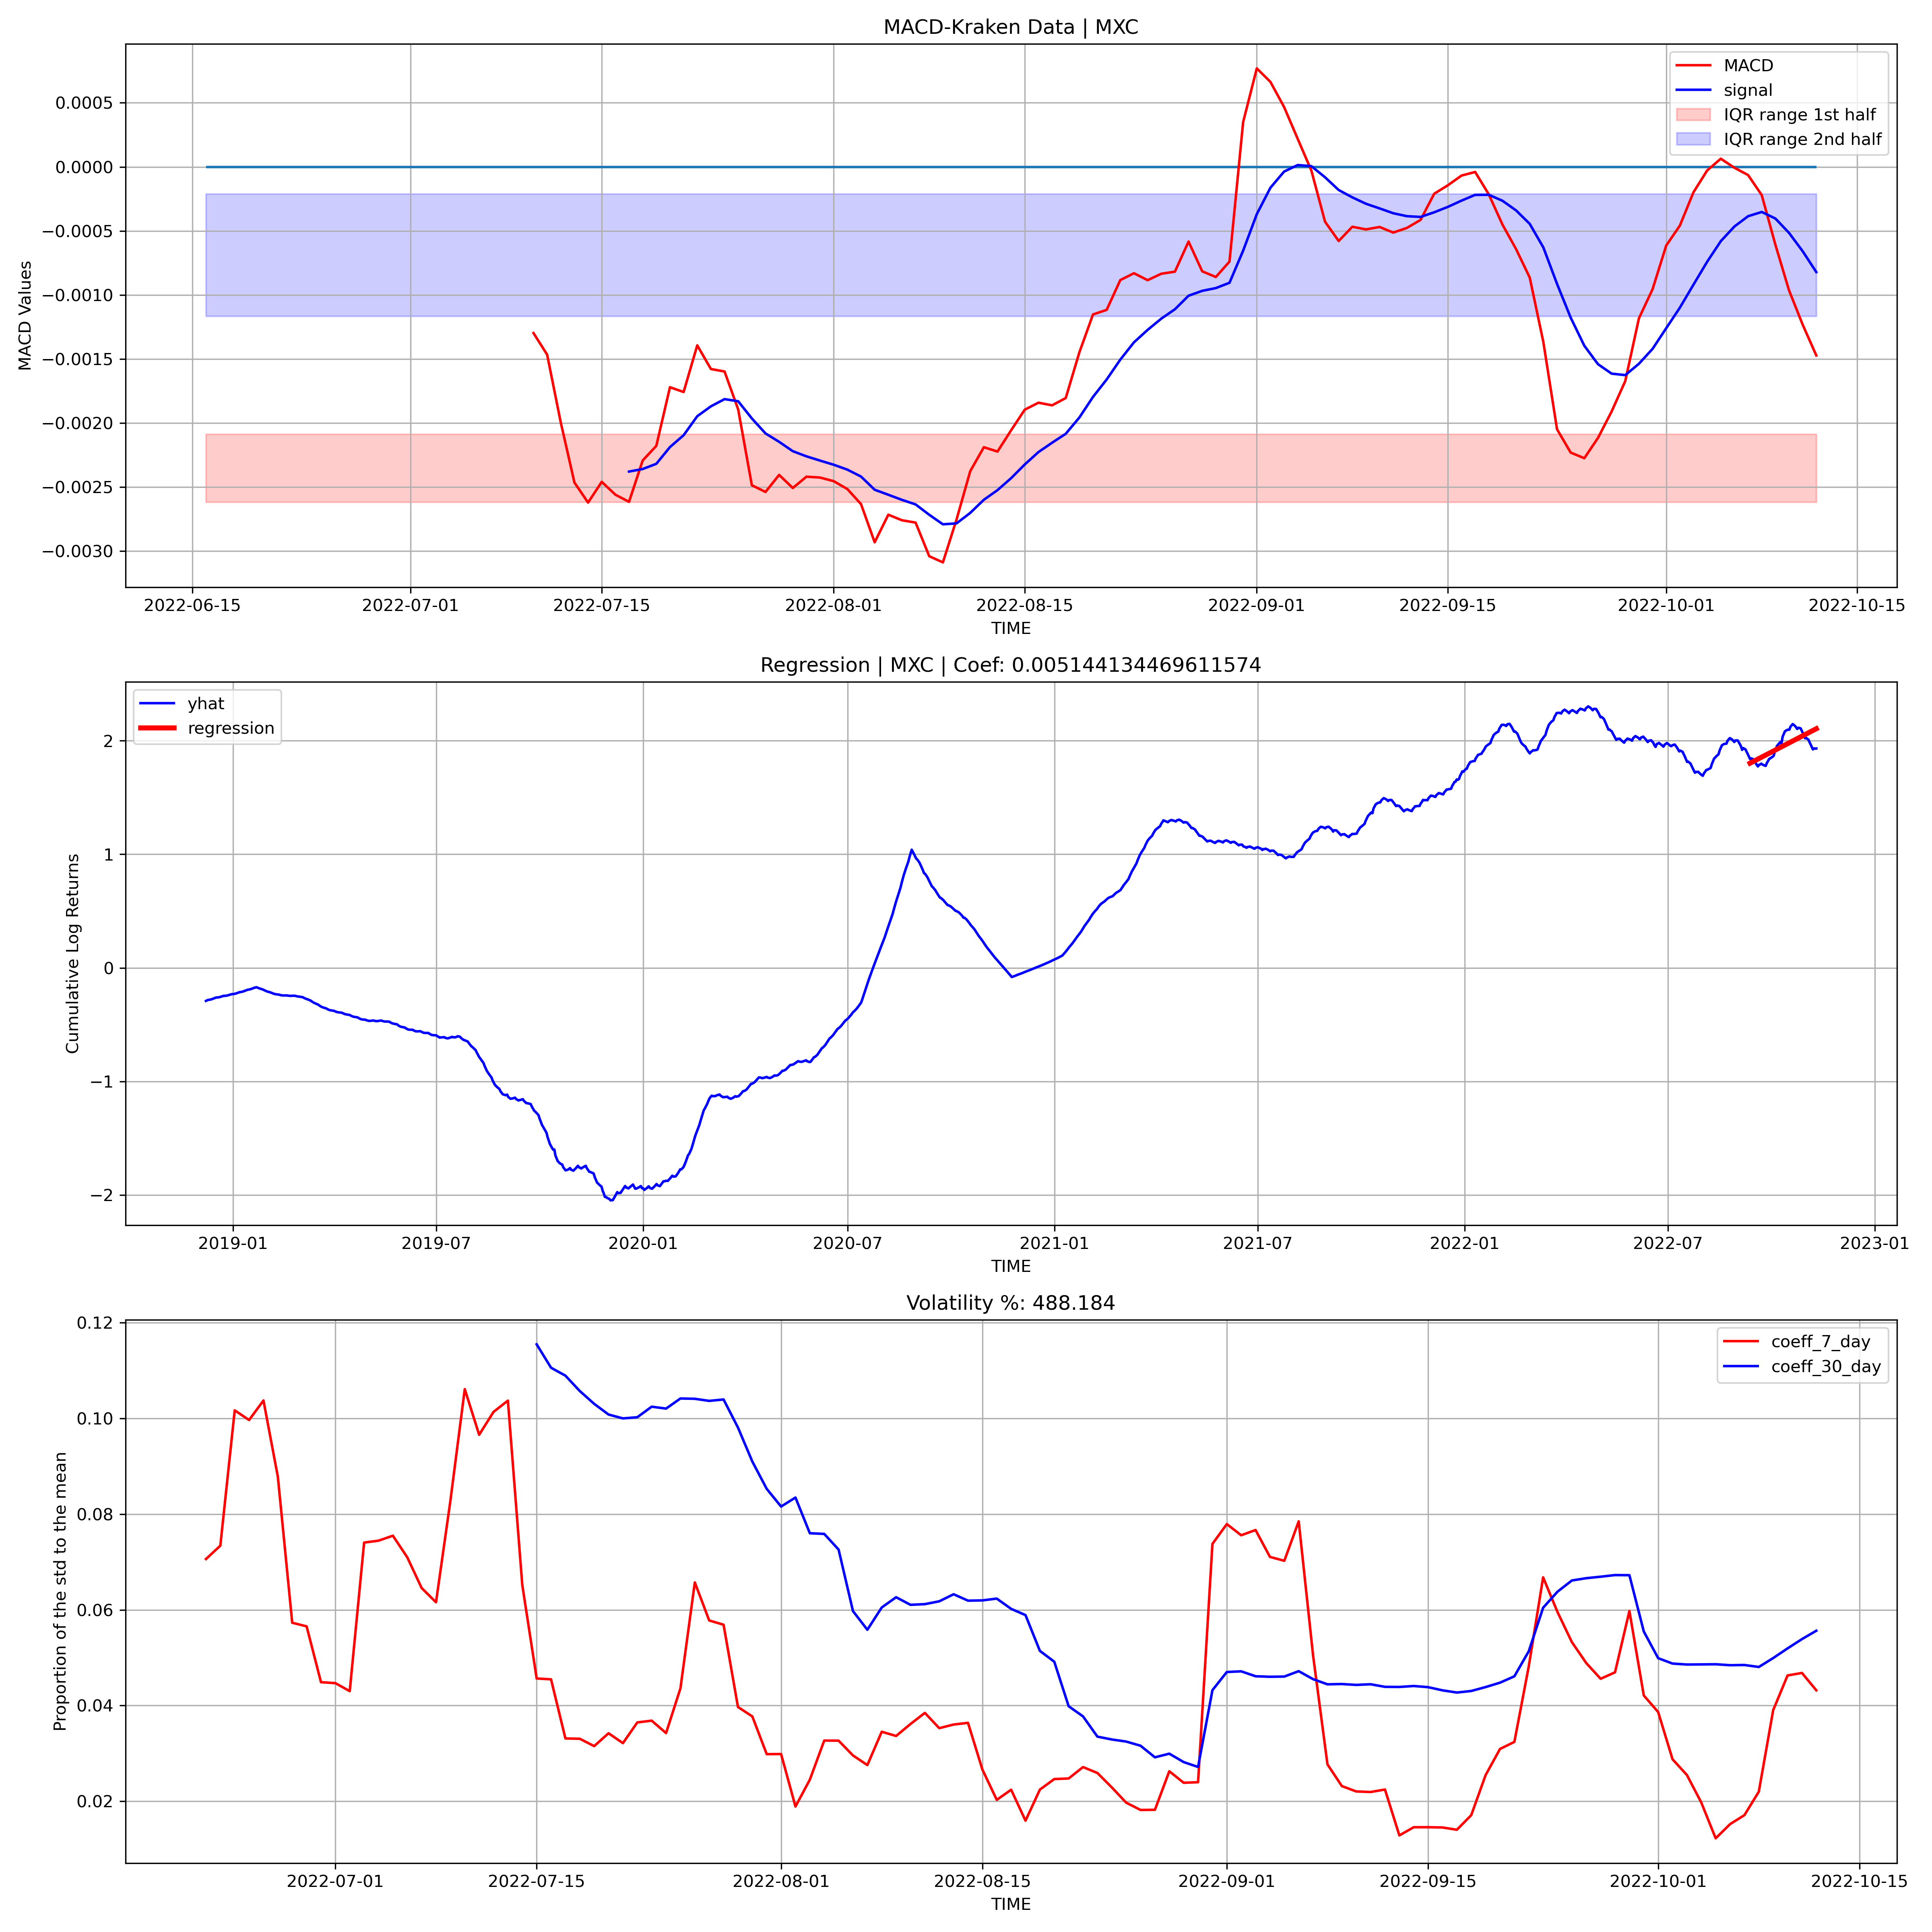 MACD-Kraken Data | MXC
MACD
signal
IQR range 1st half
IQR range 2nd half
MACD Values
0.0005
0.0000
−0.0005
−0.0010
−0.0015
−0.0020
−0.0025
−0.0030
2022-06-15 2022-07-01 2022-07-15 2022-08-01 2022-08-15 2022-09-01 2022-09-15 2022-10-01 2022-10-15
TIME
Regression | MXC | Coef: 0.005144134469611574
yhat
regression
Cumulative Log Returns
2
1
0
−1
−2
2019-01 2019-07 2020-01 2020-07 2021-01 2021-07 2022-01 2022-07 2023-01
TIME
Volatility %: 488.184
coeff_7_day
coeff_30_day
Proportion of the std to the mean
0.12
0.10
0.08
0.06
0.04
0.02
2022-07-01 2022-07-15 2022-08-01 2022-08-15 2022-09-01 2022-09-15 2022-10-01 2022-10-15
TIME